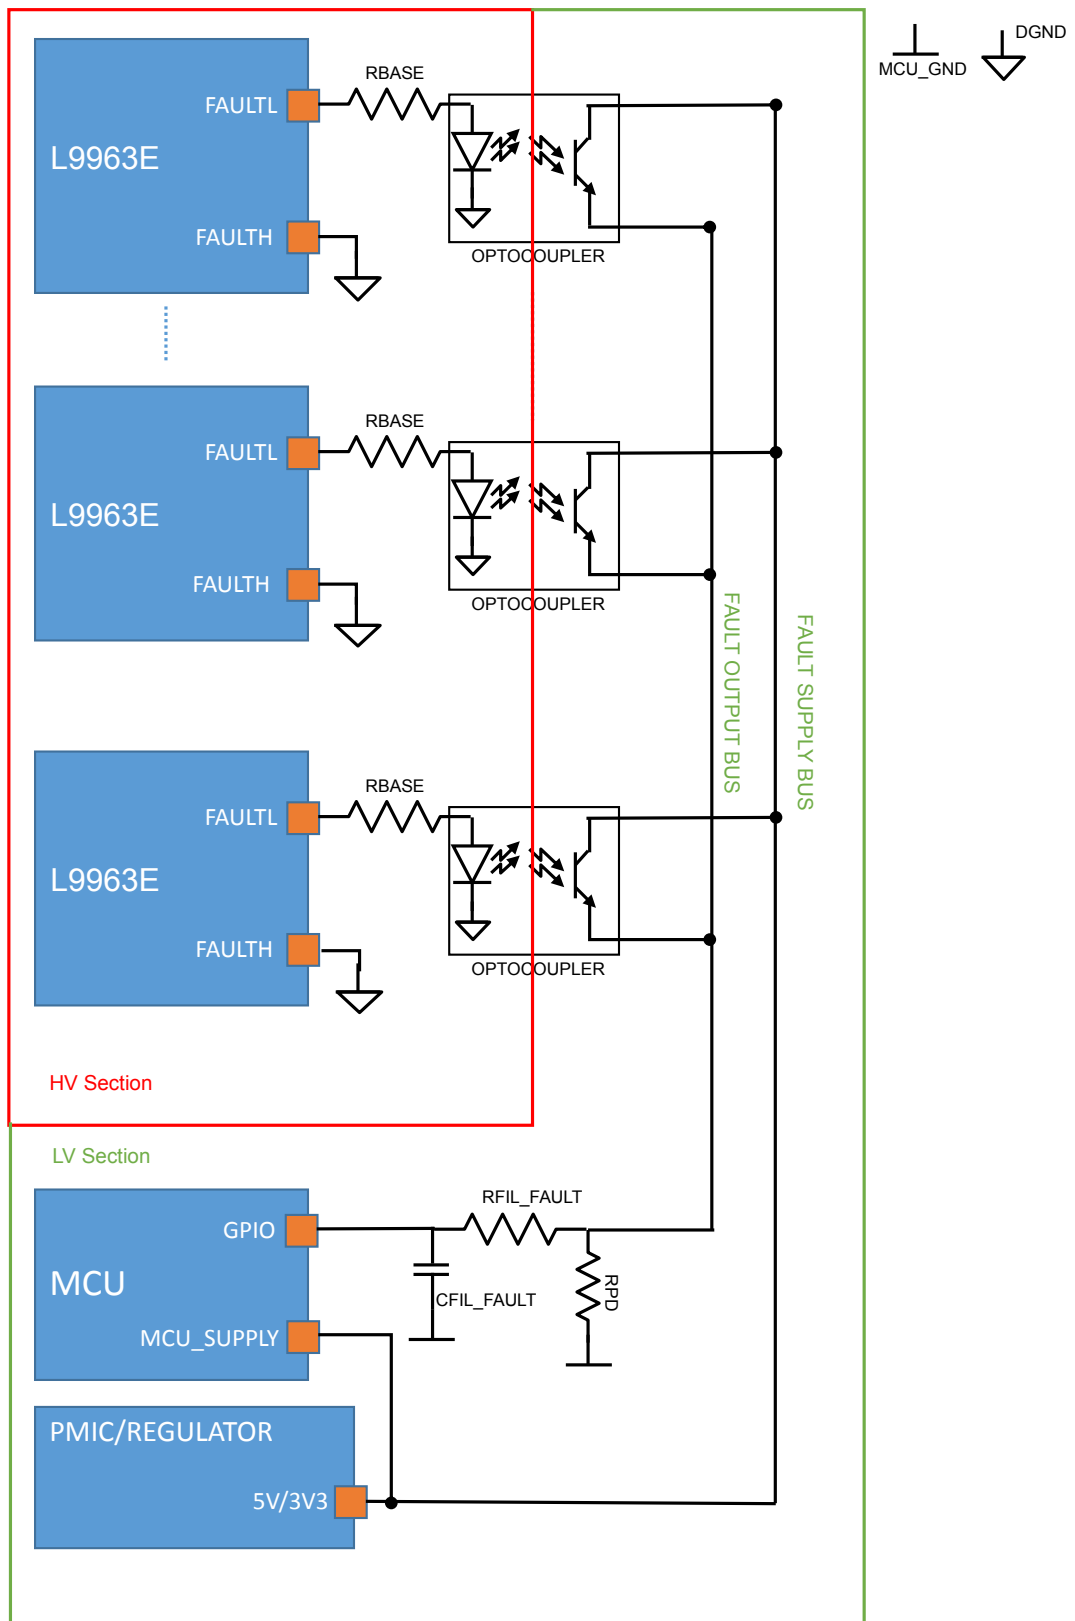 MCU_GND
DGND
RBASE
FAULTL
L9963E
FAULTH
OPTOCOUPLER
RBASE
FAULTL
L9963E
FAULTH
OPTOCOUPLER
FAULT OUTPUT BUS
FAULT SUPPLY BUS
RBASE
FAULTL
L9963E
FAULTH
OPTOCOUPLER
HV Section
LV Section
RFIL_FAULT
GPIO
MCU
CFIL_FAULT
RPD
MCU_SUPPLY
PMIC/REGULATOR
5V/3V3